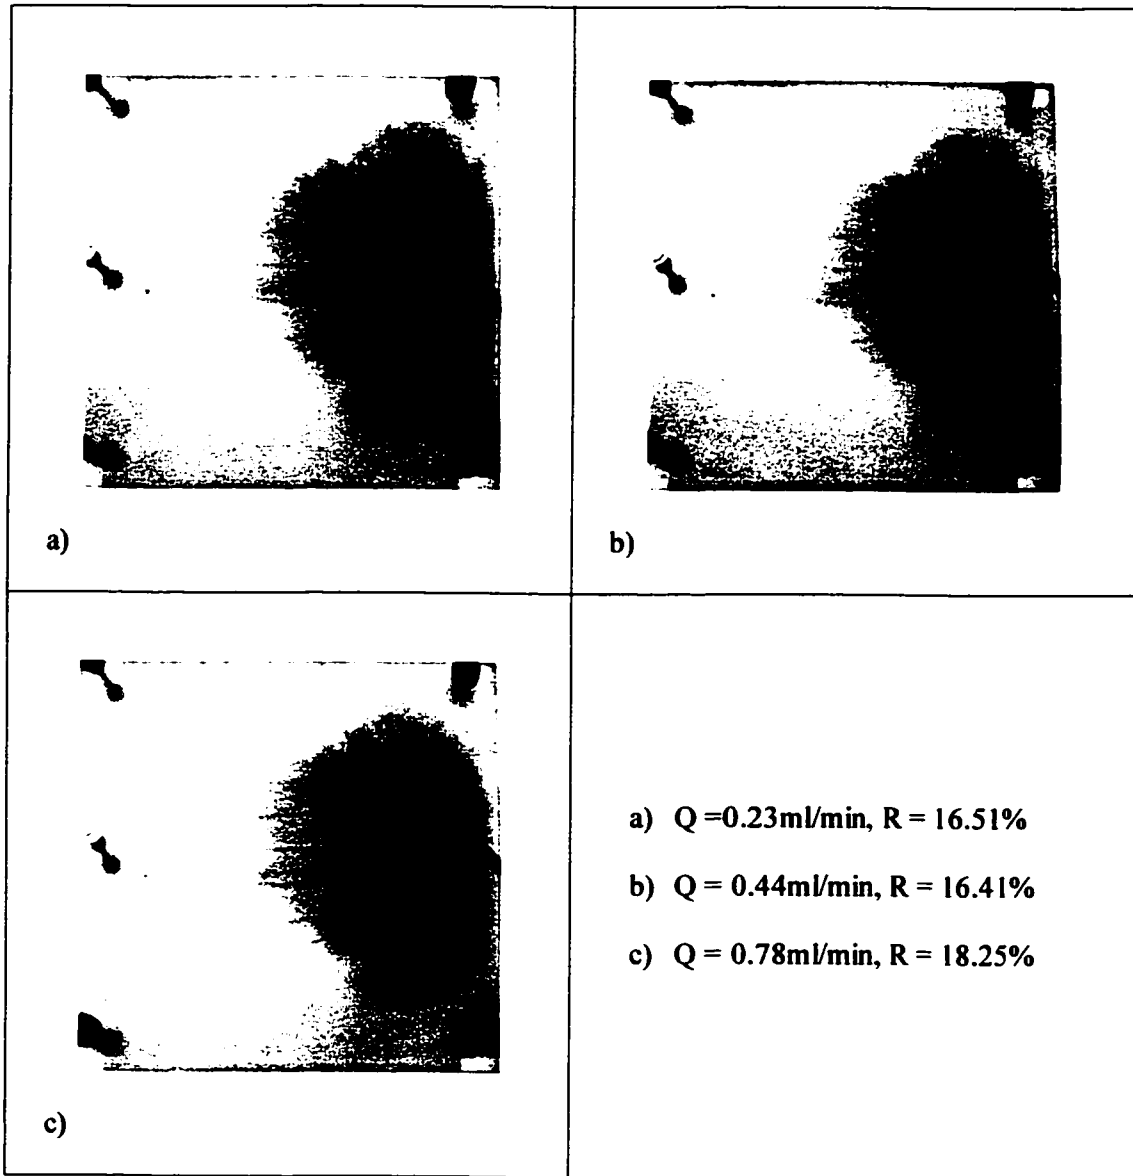 a)
b)
c)
a) Q =0.23ml/min, R = 16.51%
b) Q = 0.44ml/min, R = 16.41%
c) Q = 0.78ml/min, R = 18.25%